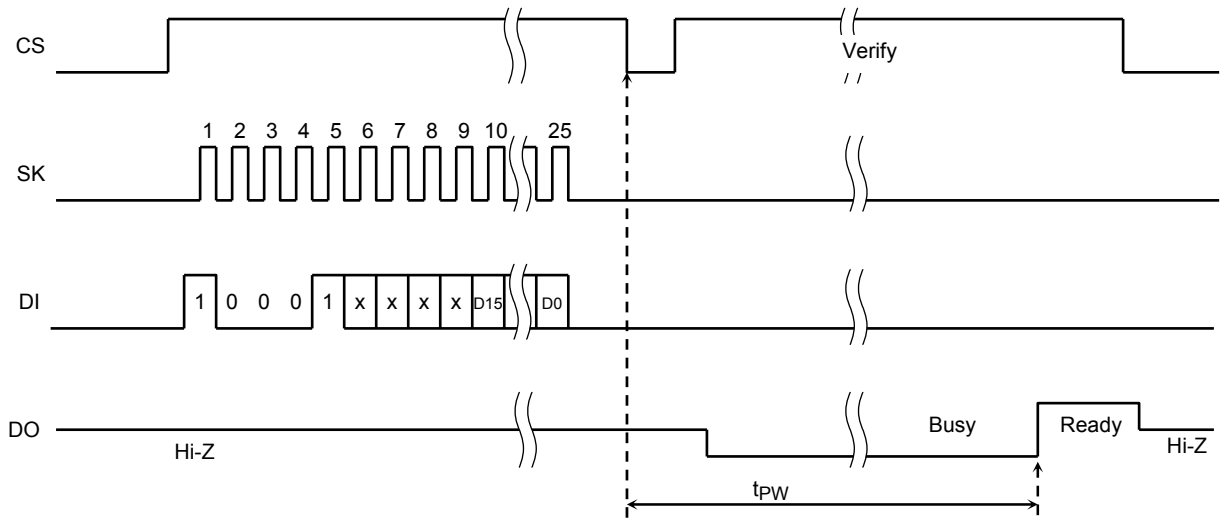 CS
Verify
1 2 3 4 5 6 7 8 9 10 25
SK
DI
1 0 0 0 1 x x x x D15 D0
DO
Hi-Z
Busy
Ready
Hi-Z
tPW